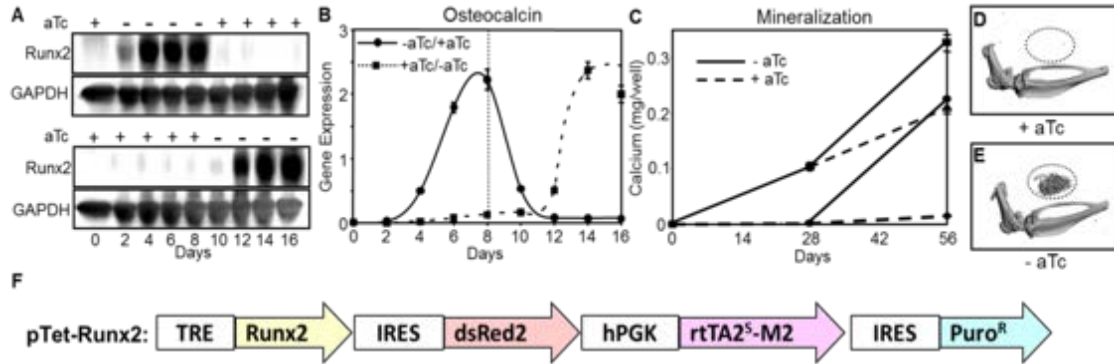 A
aTc + - - - - + + + +
Runx2
GAPDH
aTc + + + + + - - - -
Runx2
GAPDH
0 2 4 6 8 10 12 14 16
Days
B
Osteocalcin
Gene Expression
3
2
1
0
-aTc/+aTc
+aTc/-aTc
0 2 4 6 8 10 12 14 16
Days
C
Mineralization
Calcium (mg/well)
0.3
0.2
0.1
0
- aTc
+ aTc
0 14 28 42 56
Days
D
+ aTc
E
- aTc
F
pTet-Runx2: TRE Runx2 IRES dsRed2 hPGK rtTA2ˢ-M2 IRES Puroᴿ